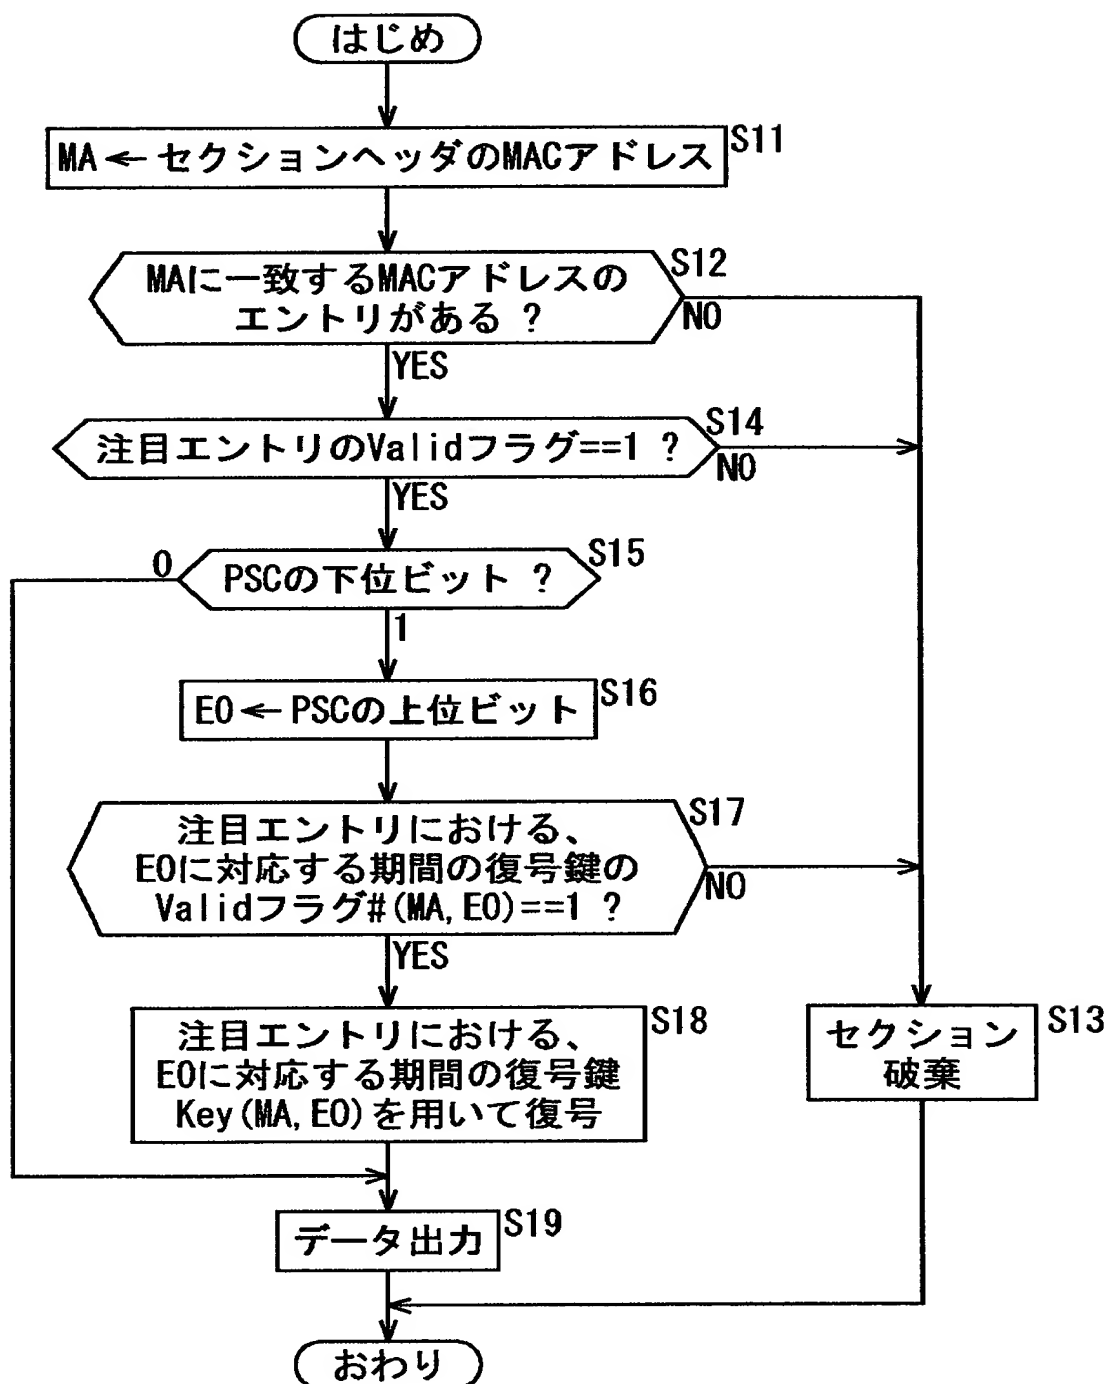 はじめ
S11
MA←セクションヘッダのMACアドレス
S12
MAに一致するMACアドレスの
エントリがある ?
NO
YES
S14
注目エントリのValidフラグ==1 ?
NO
YES
S15
0
PSCの下位ビット ?
1
S16
EO←PSCの上位ビット
S17
注目エントリにおける、
EOに対応する期間の復号鍵の
Validフラグ#(MA,EO)==1 ?
NO
YES
S18
注目エントリにおける、
EOに対応する期間の復号鍵
Key(MA,EO)を用いて復号
S13
セクション
破棄
S19
データ出力
おわり